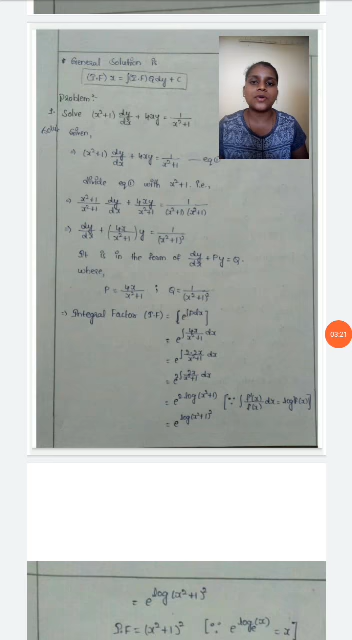 * General Solution is
(I.F) x = ∫(I.F) Q dy + C
Problem :-
1. Solve (x²+1) dy/dx + 4xy = 1/x²+1
Given,
⇒ (x²+1) dy/dx + 4xy = 1/x²+1 — eq①
divide eq① with x²+1. i.e.,
⇒ x²+1/x²+1 dy/dx + 4xy/x²+1 = 1/(x²+1)(x²+1)
⇒ dy/dx + (4x/x²+1) y = 1/(x²+1)²
It is in the form of dy/dx + Py = Q.
where,
P = 4x/x²+1 ; Q = 1/(x²+1)²
⇒ Integral Factor (I.F) = [e^∫Pdx]
= e^∫4x/x²+1 dx
= e^∫2·2x/x²+1 dx
= e^2∫2x/x²+1 dx
= e^2 log(x²+1) [∵ ∫f'(x)/f(x) dx = log f(x)]
= e^log(x²+1)²
03:21
= e^log(x²+1)²
I.F = (x²+1)² [∵ e^log(x) = x]